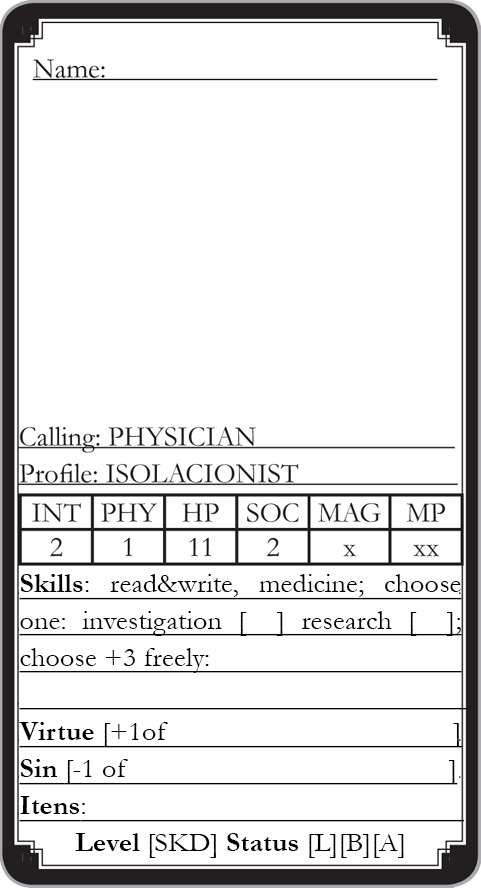 Name:
Calling: PHYSICIAN
Profile: ISOLACIONIST
INT PHY HP SOC MAG MP
2 1 11 2 x xx
Skills: read&write, medicine; choose
one: investigation [ ] research [ ];
choose +3 freely:
Virtue [+1of ].
Sin [-1 of ].
Itens:
Level [SKD] Status [L][B][A]